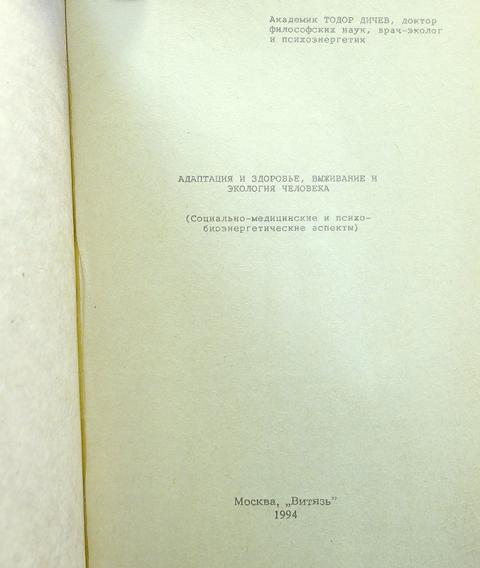 Академик ТОДОР ДИЧЕВ, доктор
философских наук, врач-эколог
и психоэнергетик
АДАПТАЦИЯ И ЗДОРОВЬЕ, ВЫЖИВАНИЕ И
ЭКОЛОГИЯ ЧЕЛОВЕКА
(Социально-медицинские и психо-
биоэнергетические аспекты)
Москва, „Витязь"
1994